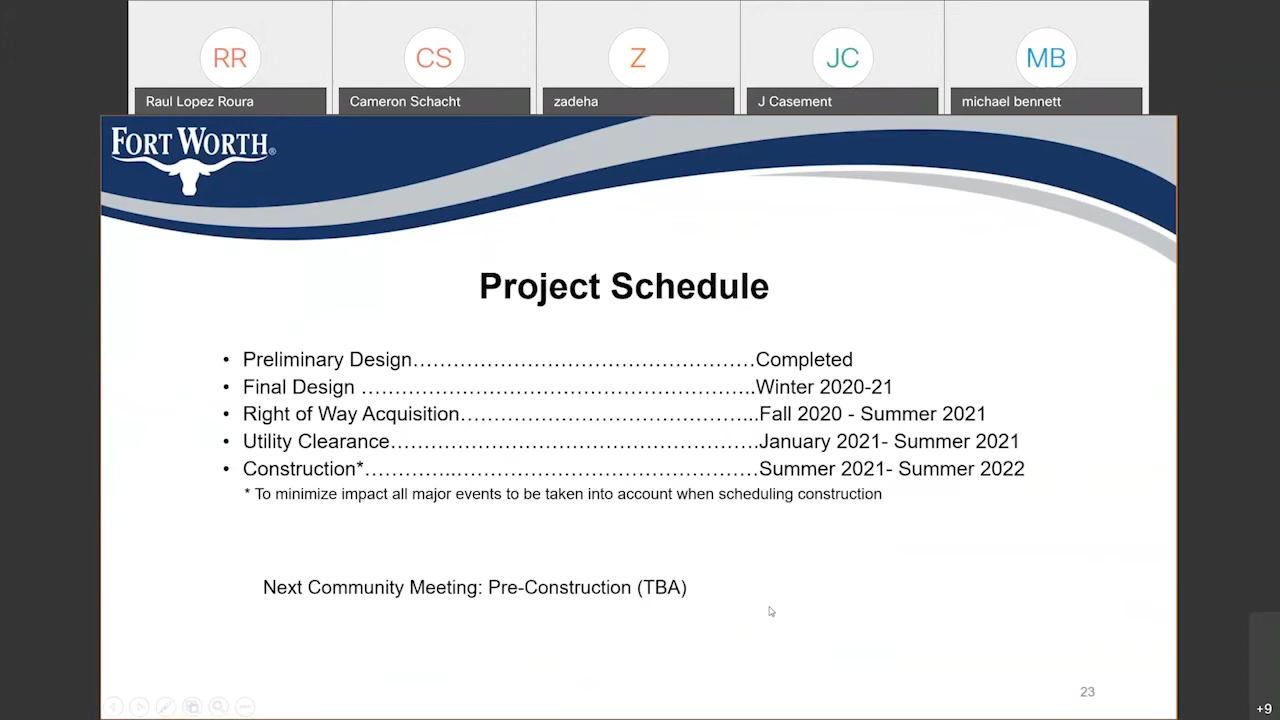 RR
CS
Z
JC
MB
Raul Lopez Roura
Cameron Schacht
zadeha
J Casement
michael bennett
FORT WORTH®
Project Schedule
• Preliminary Design……………………………………………Completed
• Final Design …………………………………………………..Winter 2020-21
• Right of Way Acquisition……………………………………...Fall 2020 - Summer 2021
• Utility Clearance……………………………………………….January 2021- Summer 2021
• Construction*…………..………………………………………Summer 2021- Summer 2022
* To minimize impact all major events to be taken into account when scheduling construction
Next Community Meeting: Pre-Construction (TBA)
23
+9